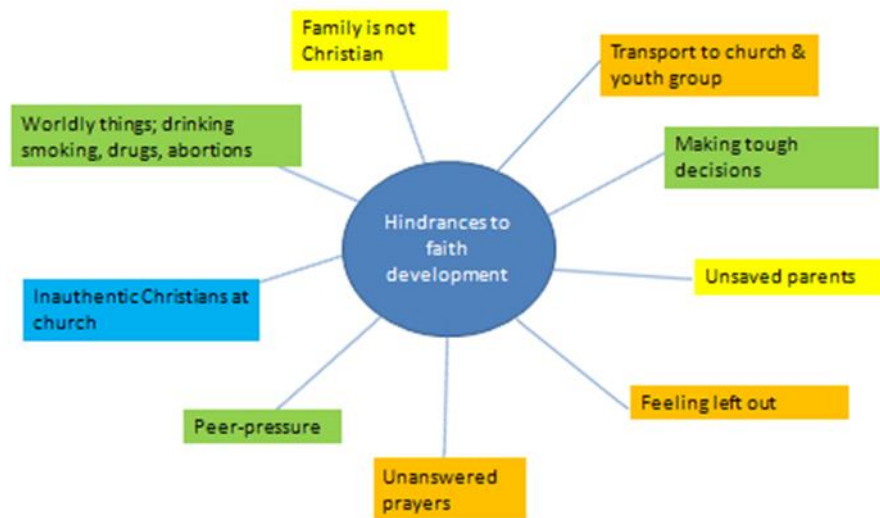 Family is not
Christian
Transport to church &
youth group
Worldly things; drinking
smoking, drugs, abortions
Making tough
decisions
Hindrances to
faith
development
Unsaved parents
Inauthentic Christians at
church
Feeling left out
Peer-pressure
Unanswered
prayers